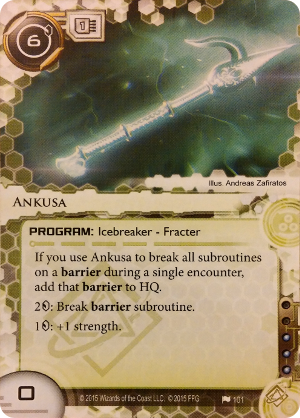 6
1
Illus. Andreas Zafiratos
ANKUSA
PROGRAM: Icebreaker - Fracter
If you use Ankusa to break all subroutines
on a barrier during a single encounter,
add that barrier to HQ.
2: Break barrier subroutine.
1: +1 strength.
0
© 2015 Wizards of the Coast LLC. © 2015 FFG
101